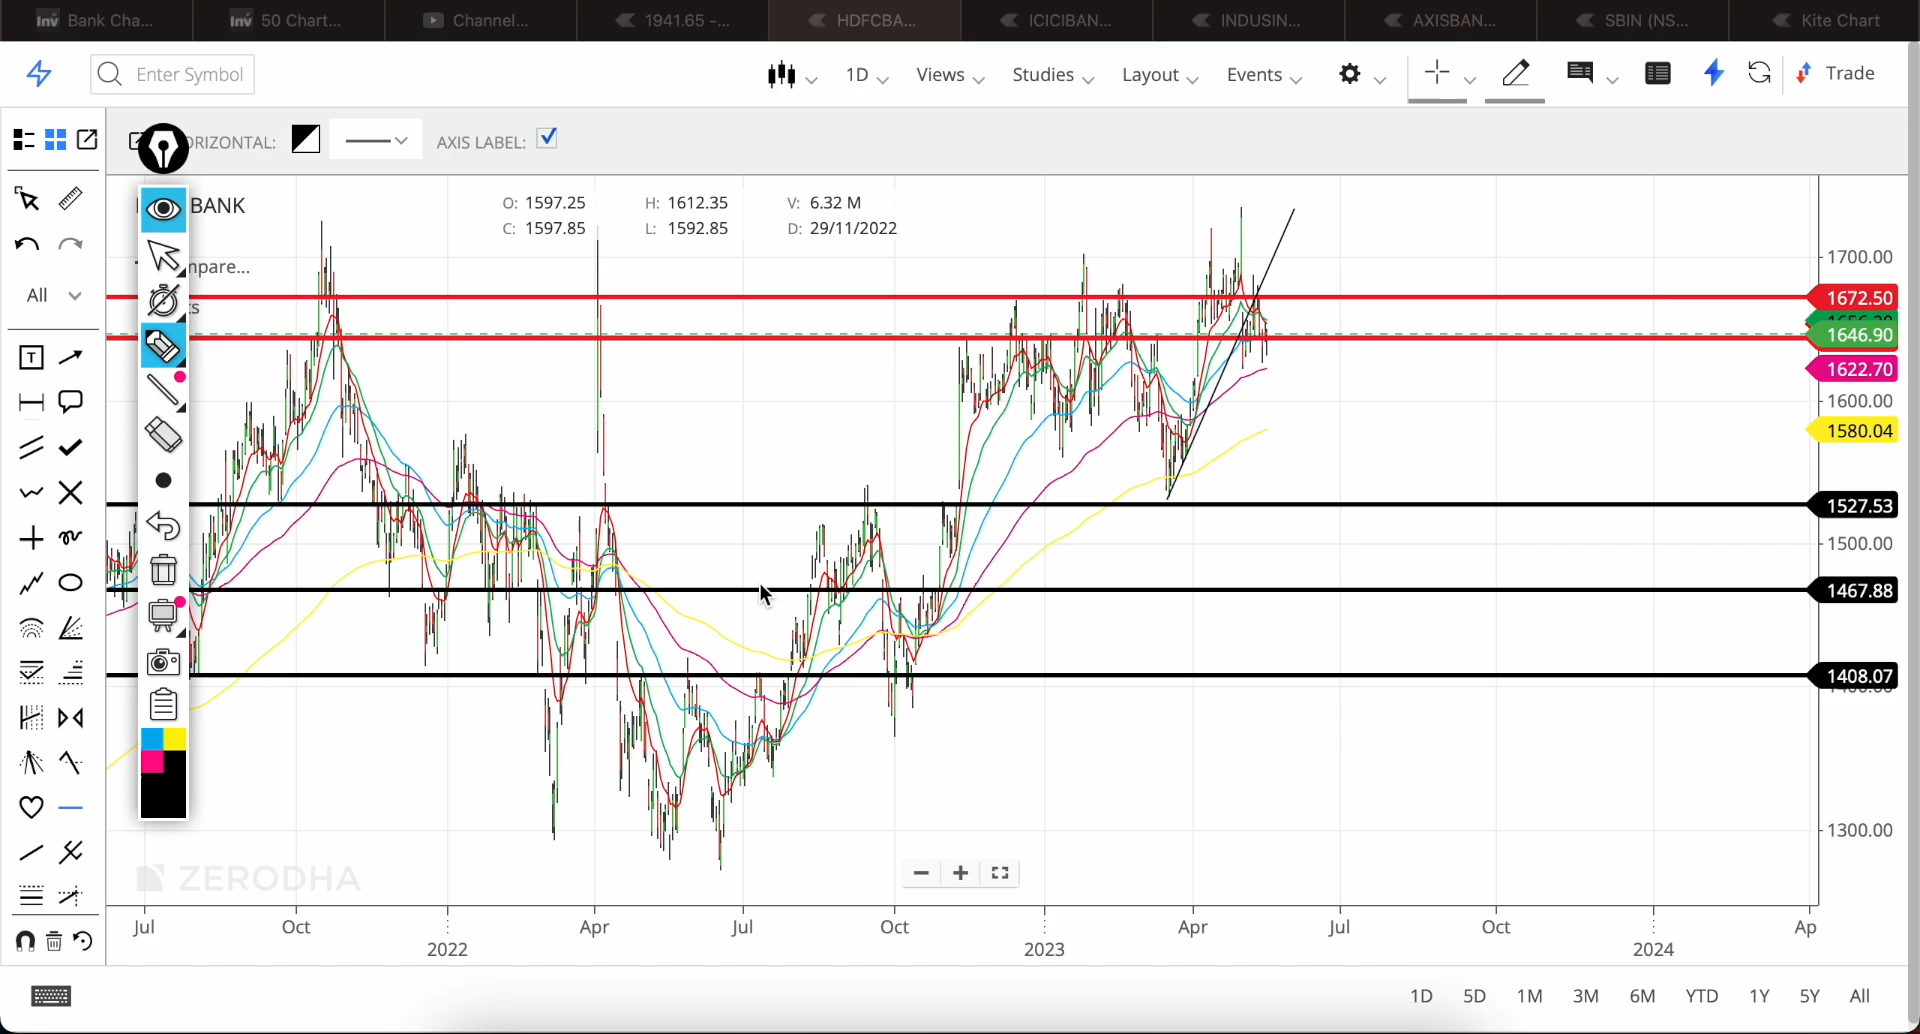 Bank Cha...
50 Chart...
Channel...
1941.65 -...
HDFCBA...
ICICIBAN...
INDUSIN...
AXISBAN...
SBIN (NS...
Kite Chart
Enter Symbol
1D
Views
Studies
Layout
Events
Trade
ORIZONTAL:
AXIS LABEL:
BANK
O: 1597.25 H: 1612.35 V: 6.32 M
C: 1597.85 L: 1592.85 D: 29/11/2022
mpare...
All
1700.00
1672.50
1646.90
1622.70
1600.00
1580.04
1527.53
1500.00
1467.88
1408.07
1300.00
ZERODHA
Jul Oct Apr Jul Oct Apr Jul Oct Ap
2022 2023 2024
1D 5D 1M 3M 6M YTD 1Y 5Y All